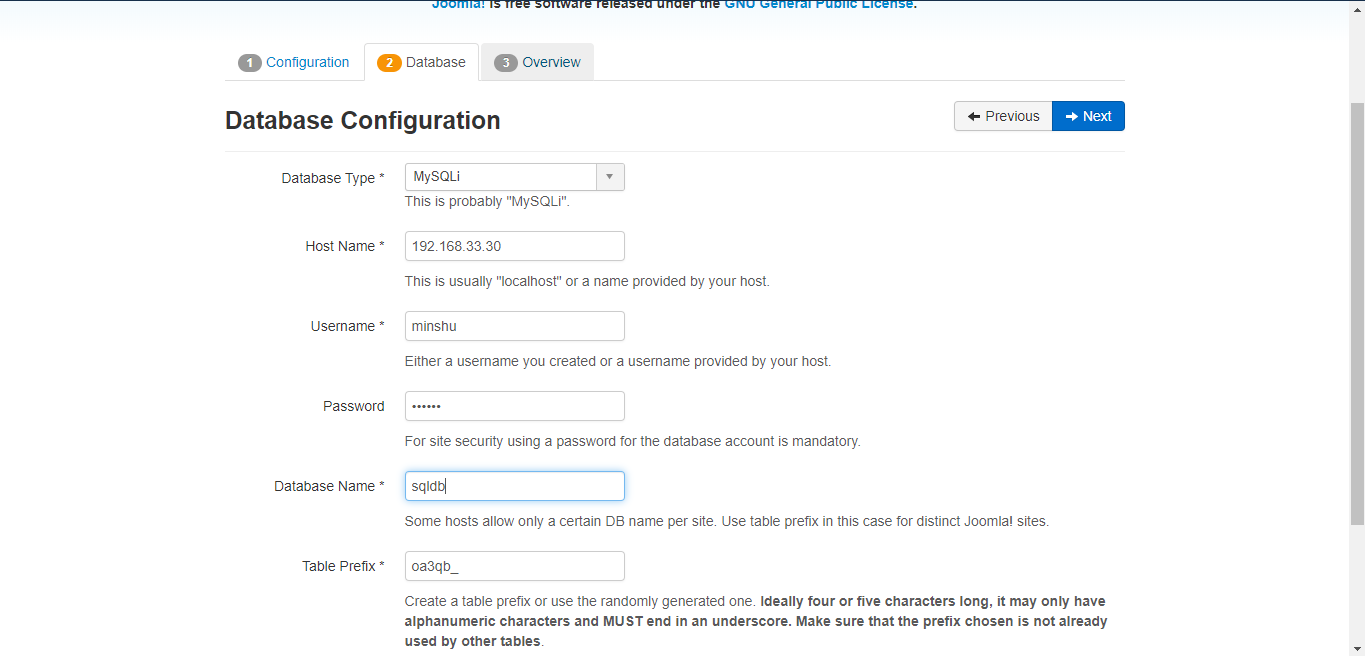 Joomla! is free software released under the GNU General Public License.
1 Configuration 2 Database 3 Overview
Database Configuration
Previous Next
Database Type * MySQLi
This is probably "MySQLi".
Host Name * 192.168.33.30
This is usually "localhost" or a name provided by your host.
Username * minshu
Either a username you created or a username provided by your host.
Password ••••••
For site security using a password for the database account is mandatory.
Database Name * sqldb
Some hosts allow only a certain DB name per site. Use table prefix in this case for distinct Joomla! sites.
Table Prefix * oa3qb_
Create a table prefix or use the randomly generated one. Ideally four or five characters long, it may only have
alphanumeric characters and MUST end in an underscore. Make sure that the prefix chosen is not already
used by other tables.